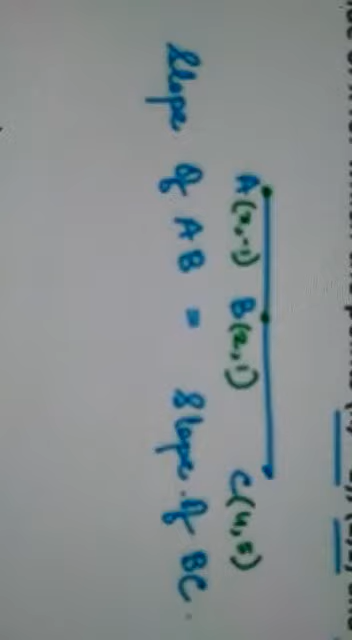 A(x,-1) B(2,1) C(4,5)
Slope of AB = Slope of BC.